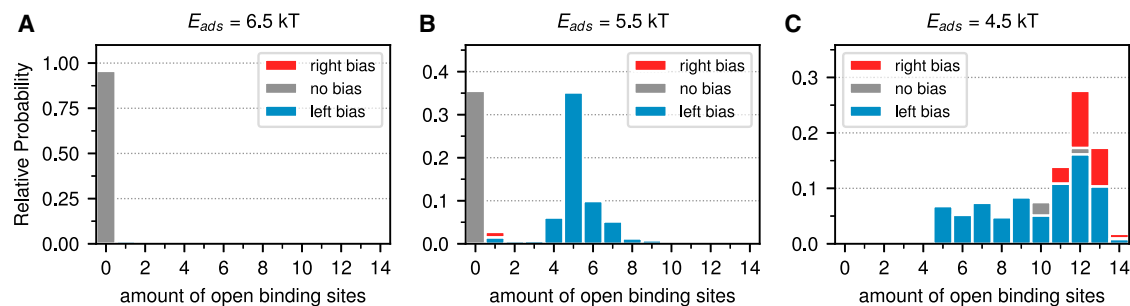 A
E_ads = 6.5 kT
Relative Probability
1.00
0.75
0.50
0.25
0.00
right bias
no bias
left bias
0 2 4 6 8 10 12 14
amount of open binding sites
B
E_ads = 5.5 kT
0.4
0.3
0.2
0.1
0.0
right bias
no bias
left bias
0 2 4 6 8 10 12 14
amount of open binding sites
C
E_ads = 4.5 kT
0.3
0.2
0.1
0.0
right bias
no bias
left bias
0 2 4 6 8 10 12 14
amount of open binding sites